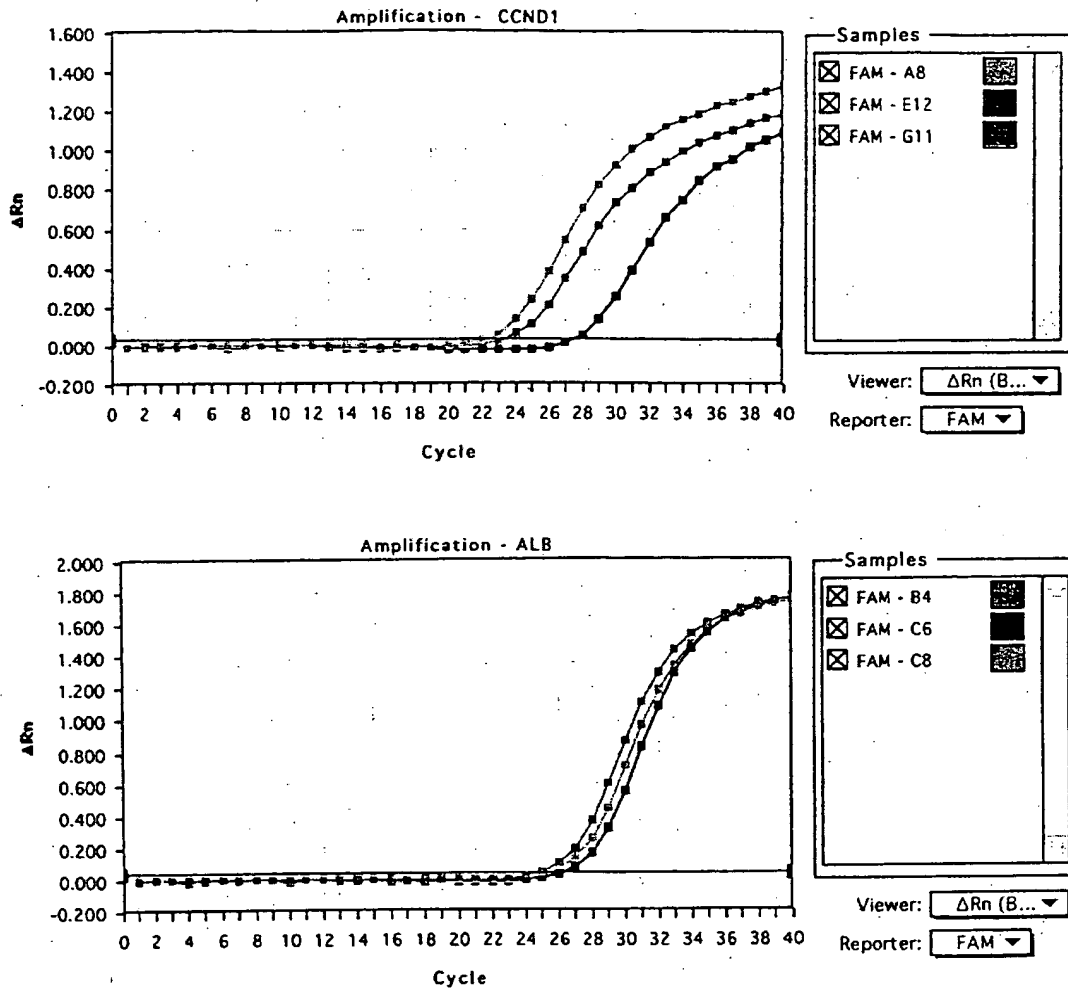 Amplification - CCND1
1.600
1.400
1.200
1.000
0.800
0.600
0.400
0.200
0.000
-0.200
ΔRn
0 2 4 6 8 10 12 14 16 18 20 22 24 26 28 30 32 34 36 38 40
Cycle
Samples
FAM - A8
FAM - E12
FAM - G11
Viewer: ΔRn (B... ▼
Reporter: FAM ▼
Amplification - ALB
2.000
1.800
1.600
1.400
1.200
1.000
0.800
0.600
0.400
0.200
0.000
-0.200
ΔRn
0 2 4 6 8 10 12 14 16 18 20 22 24 26 28 30 32 34 36 38 40
Cycle
Samples
FAM - B4
FAM - C6
FAM - C8
Viewer: ΔRn (B... ▼
Reporter: FAM ▼